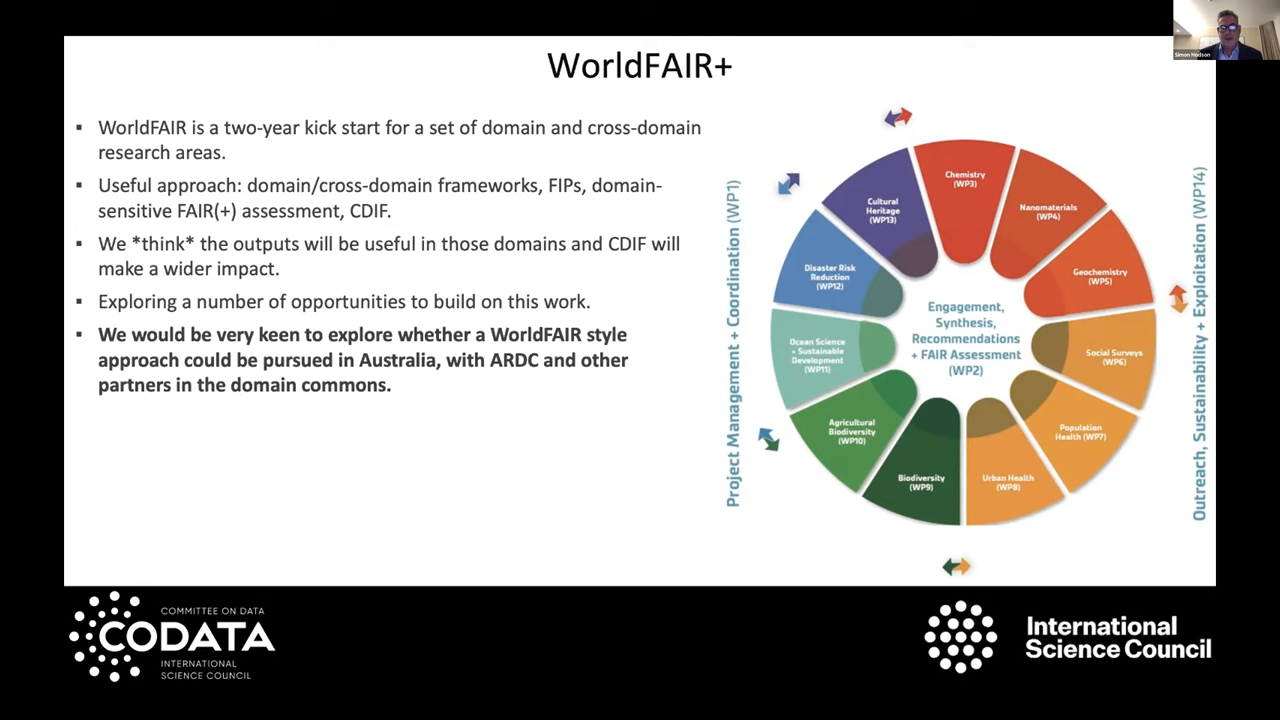 WorldFAIR+
▪ WorldFAIR is a two-year kick start for a set of domain and cross-domain
research areas.
▪ Useful approach: domain/cross-domain frameworks, FIPs, domain-
sensitive FAIR(+) assessment, CDIF.
▪ We *think* the outputs will be useful in those domains and CDIF will
make a wider impact.
▪ Exploring a number of opportunities to build on this work.
▪ We would be very keen to explore whether a WorldFAIR style
approach could be pursued in Australia, with ARDC and other
partners in the domain commons.
Project Management + Coordination (WP1)
Chemistry
(WP3)
Nanomaterials
(WP4)
Geochemistry
(WP5)
Social Surveys
(WP6)
Population
Health (WP7)
Urban Health
(WP8)
Biodiversity
(WP9)
Agricultural
Biodiversity
(WP10)
Ocean Science
+ Sustainable
Development
(WP11)
Disaster Risk
Reduction
(WP12)
Cultural
Heritage
(WP13)
Engagement,
Synthesis,
Recommendations
+ FAIR Assessment
(WP2)
Outreach, Sustainability + Exploitation (WP14)
Simon Hodson
COMMITTEE ON DATA
CODATA
INTERNATIONAL
SCIENCE COUNCIL
International
Science Council